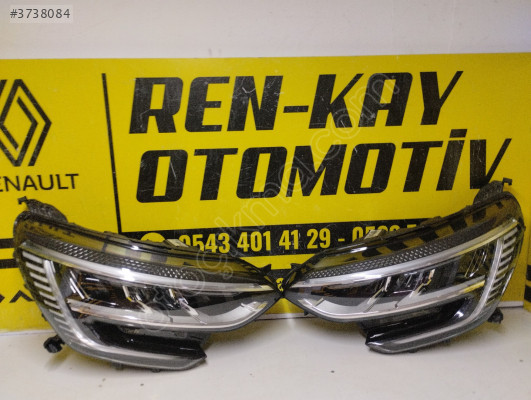 #3738084
REN-KAY
OTOMOTİV
RENAULT
0543 401 41 29 -